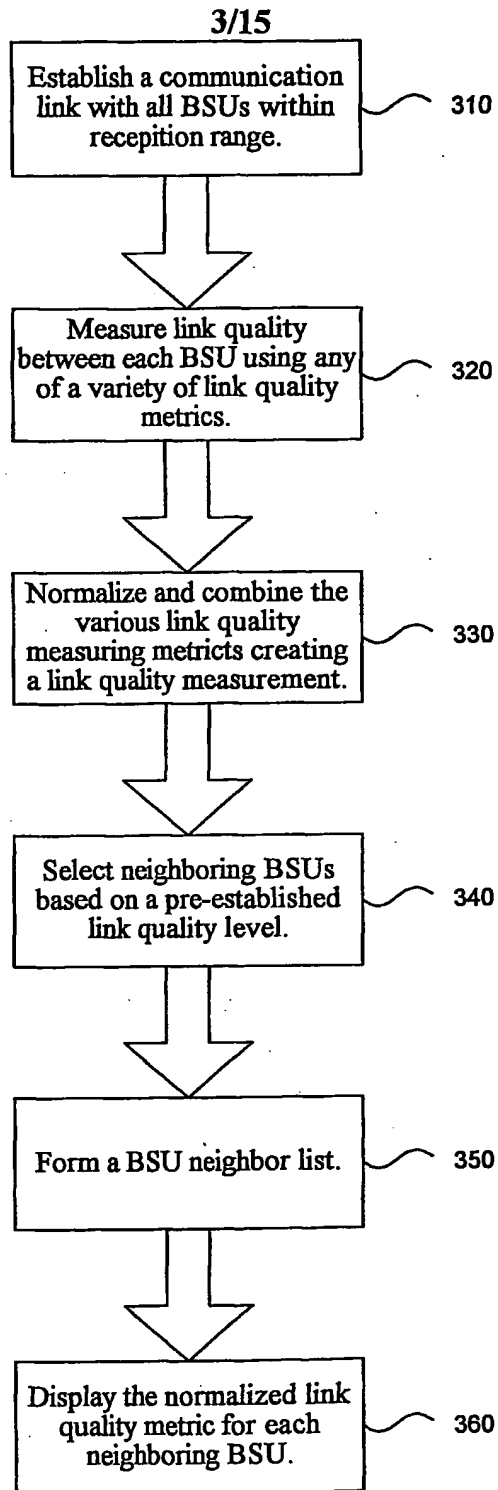 3/15
Establish a communication
link with all BSUs within
recepition range.
310
Measure link quality
between each BSU using any
of a variety of link quality
metrics.
320
Normalize and combine the
various link quality
measuring metricts creating
a link quality measurement.
330
Select neighboring BSUs
based on a pre-established
link quality level.
340
Form a BSU neighbor list.
350
Display the normalized link
quality metric for each
neighboring BSU.
360